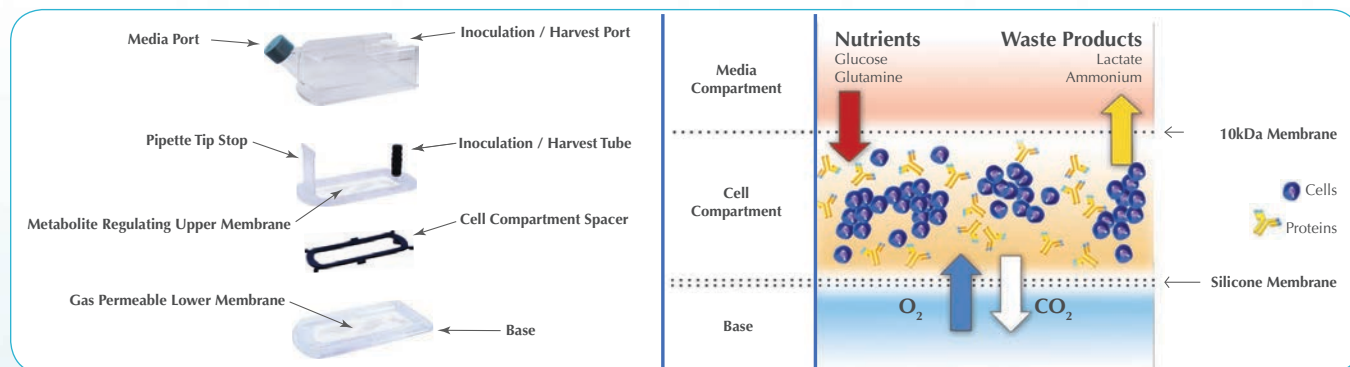 Media Port
Inoculation / Harvest Port
Pipette Tip Stop
Inoculation / Harvest Tube
Metabolite Regulating Upper Membrane
Cell Compartment Spacer
Gas Permeable Lower Membrane
Base
Media
Compartment
Cell
Compartment
Base
Nutrients
Glucose
Glutamine
Waste Products
Lactate
Ammonium
O₂
CO₂
10kDa Membrane
Cells
Proteins
Silicone Membrane